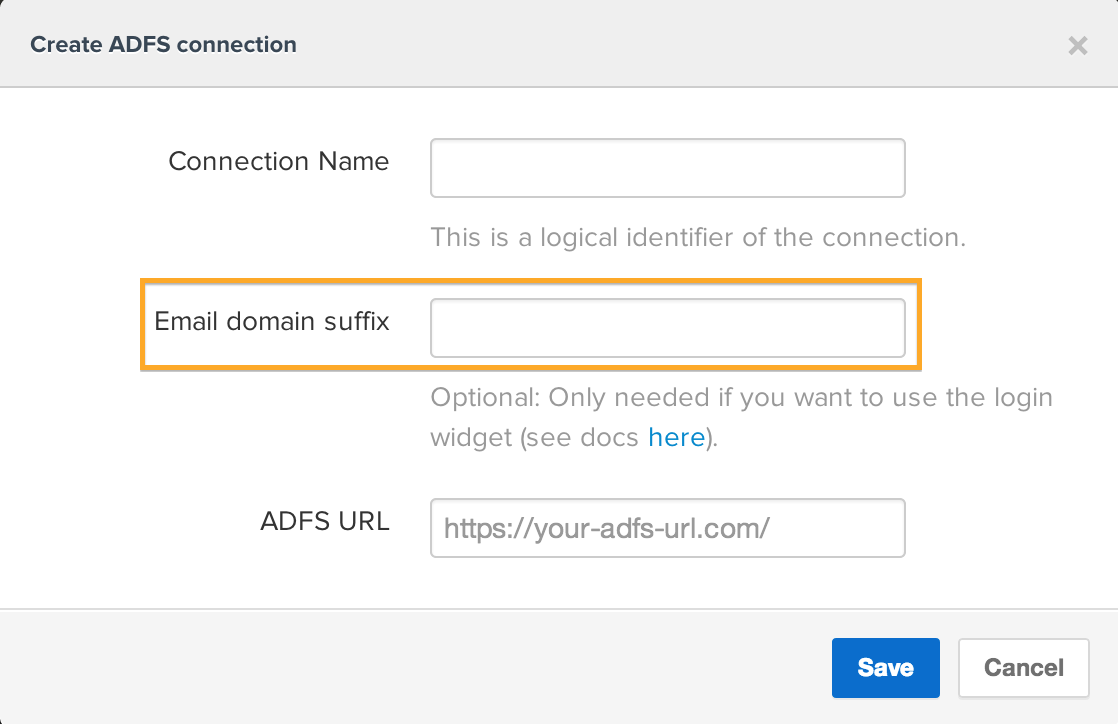 Create ADFS connection
×
Connection Name
This is a logical identifier of the connection.
Email domain suffix
Optional: Only needed if you want to use the login
widget (see docs here).
ADFS URL
https://your-adfs-url.com/
Save
Cancel